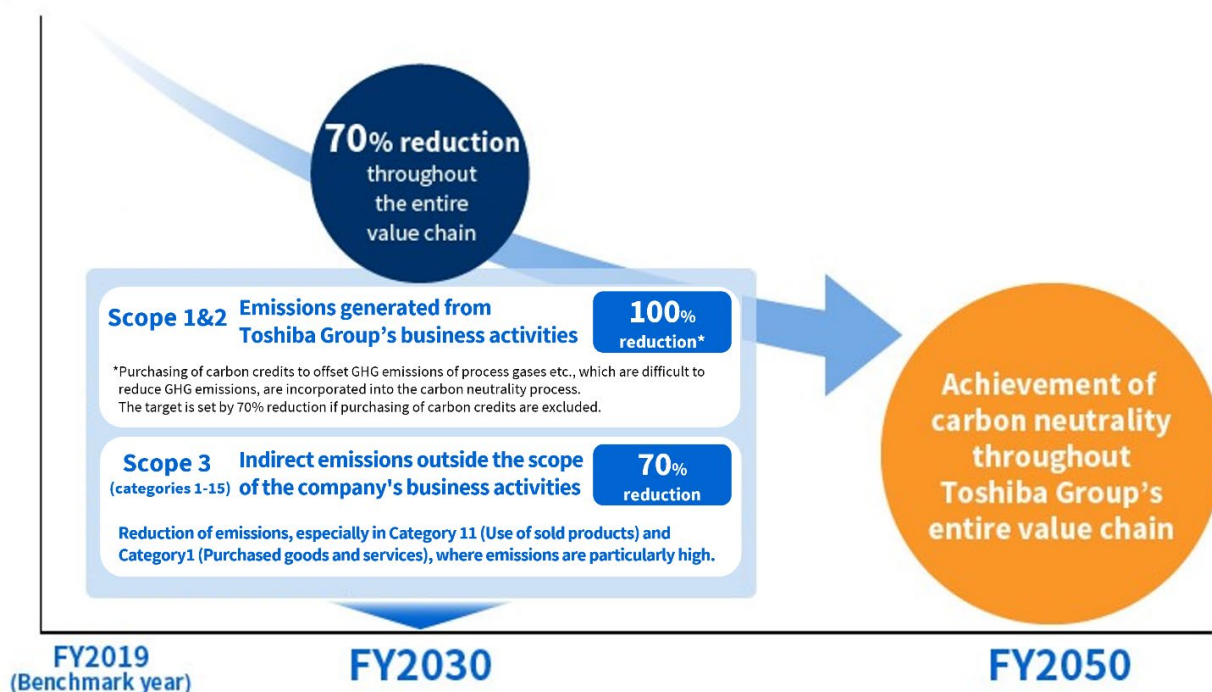 70% reduction
throughout
the entire
value chain
Scope 1&2
Emissions generated from
Toshiba Group's business activities
100%
reduction*
*Purchasing of carbon credits to offset GHG emissions of process gases etc., which are difficult to
reduce GHG emissions, are incorporated into the carbon neutrality process.
The target is set by 70% reduction if purchasing of carbon credits are excluded.
Scope 3
(categories 1-15)
Indirect emissions outside the scope
of the company's business activities
70%
reduction
Reduction of emissions, especially in Category 11 (Use of sold products) and
Category1 (Purchased goods and services), where emissions are particularly high.
Achievement of
carbon neutrality
throughout
Toshiba Group's
entire value chain
FY2019
(Benchmark year)
FY2030
FY2050